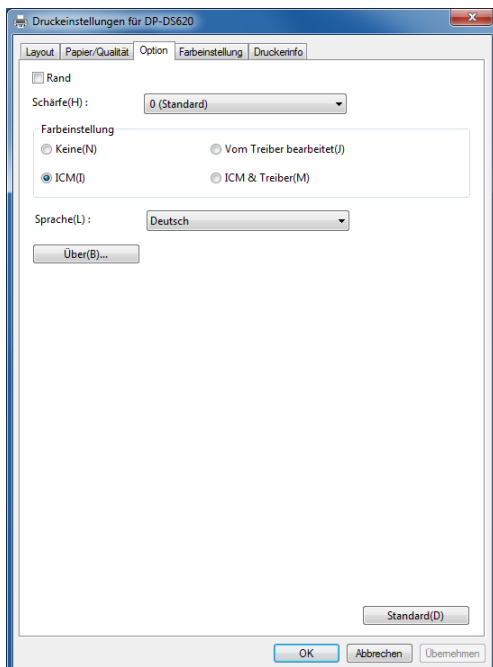 Druckeinstellungen für DP-DS620
Layout Papier/Qualität Option Farbeinstellung Druckerinfo
Rand
Schärfe(H) : 0 (Standard)
Farbeinstellung
Keine(N) Vom Treiber bearbeitet(J)
ICM(I) ICM & Treiber(M)
Sprache(L) : Deutsch
Über(B)...
Standard(D)
OK Abbrechen Übernehmen